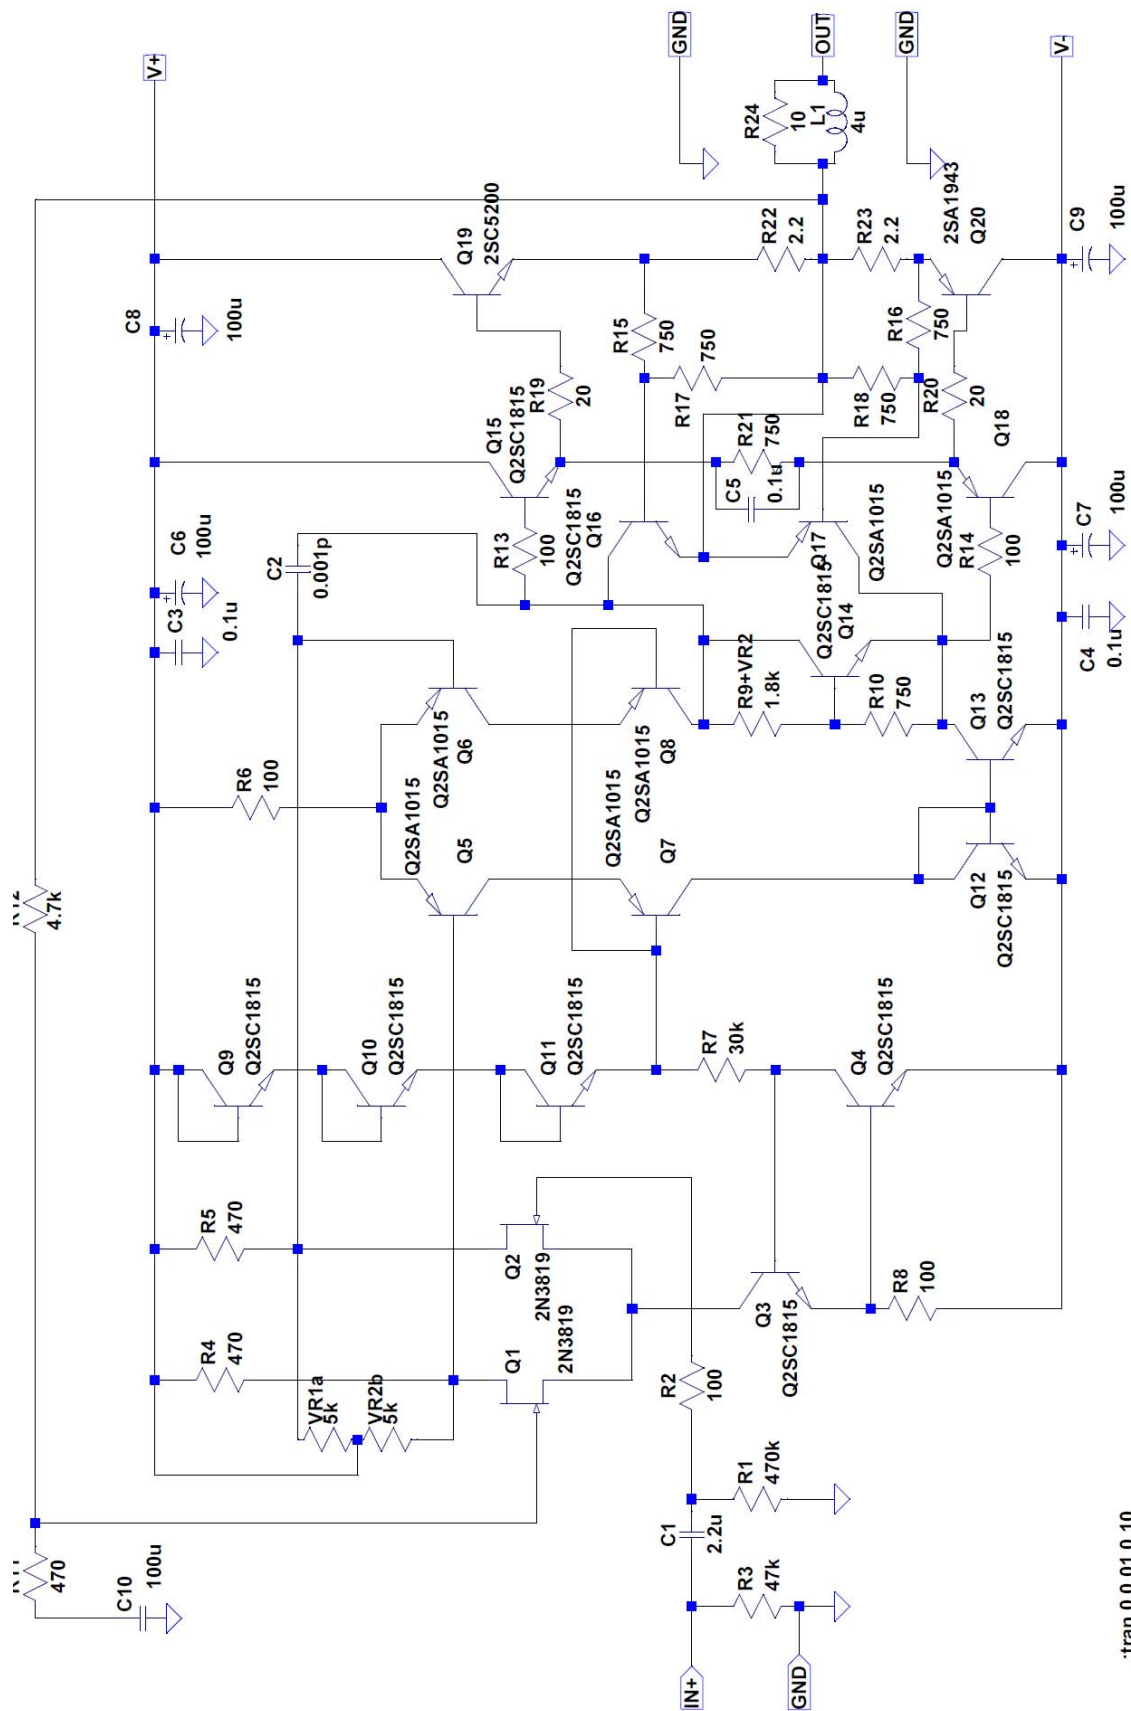 V+
GND
OUT
GND
V-
R24
10
L1
4u
C8
100u
Q19
2SC5200
R22
2.2
R23
2.2
2SA1943
Q20
C9
100u
R15
750
R16
750
R17
750
R18
750
R19
20
R20
20
Q15
Q2SC1815
R21
750
C5
0.1u
Q18
Q2SA1015
C6
100u
C3
0.1u
C2
0.001p
R13
100
Q2SC1815
Q16
Q17
Q2SA1015
R14
100
C7
100u
C4
0.1u
Q2SC1815
Q14
R9+VR2
1.8k
R10
750
Q13
Q2SC1815
R6
100
Q2SA1015
Q6
Q2SA1015
Q5
Q2SA1015
Q8
Q2SA1015
Q7
Q12
Q2SC1815
4.7k
Q9
Q2SC1815
Q10
Q2SC1815
Q11
Q2SC1815
R7
30k
Q4
Q2SC1815
R5
470
R4
470
Q2
2N3819
Q1
2N3819
Q3
Q2SC1815
R8
100
VR1a
5k
VR2b
5k
R2
100
R1
470k
C1
2.2u
R3
47k
470
C10
100u
IN+
GND
.tran 0 0.01 0 10